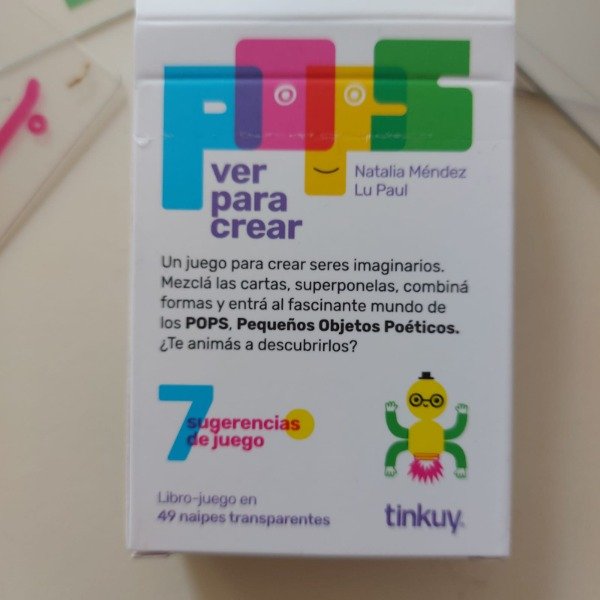 POPS
ver
para
crear
Natalia Méndez
Lu Paul
Un juego para crear seres imaginarios.
Mezclá las cartas, superponelas, combiná
formas y entrá al fascinante mundo de
los POPS, Pequeños Objetos Poéticos.
¿Te animás a descubrirlos?
7
sugerencias
de juego
Libro-juego en
49 naipes transparentes
tinkuy